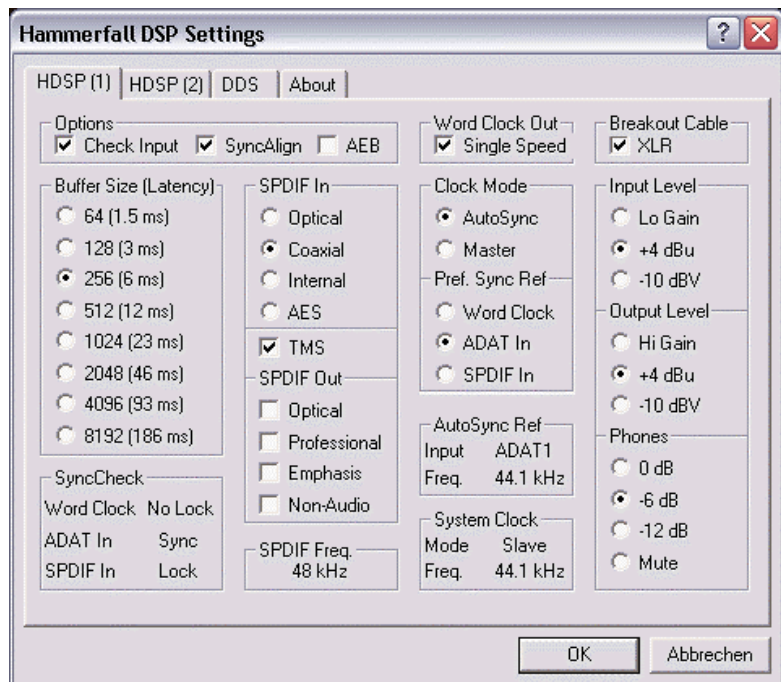 Hammerfall DSP Settings
HDSP (1) HDSP (2) DDS About
Options
Check Input SyncAlign AEB
Word Clock Out
Single Speed
Breakout Cable
XLR
Buffer Size (Latency)
64 (1.5 ms)
128 (3 ms)
256 (6 ms)
512 (12 ms)
1024 (23 ms)
2048 (46 ms)
4096 (93 ms)
8192 (186 ms)
SPDIF In
Optical
Coaxial
Internal
AES
TMS
SPDIF Out
Optical
Professional
Emphasis
Non-Audio
Clock Mode
AutoSync
Master
Pref. Sync Ref
Word Clock
ADAT In
SPDIF In
Input Level
Lo Gain
+4 dBu
-10 dBV
Output Level
Hi Gain
+4 dBu
-10 dBV
Phones
0 dB
-6 dB
-12 dB
Mute
SyncCheck
Word Clock No Lock
ADAT In Sync
SPDIF In Lock
SPDIF Freq.
48 kHz
AutoSync Ref
Input ADAT1
Freq. 44.1 kHz
System Clock
Mode Slave
Freq. 44.1 kHz
OK Abbrechen